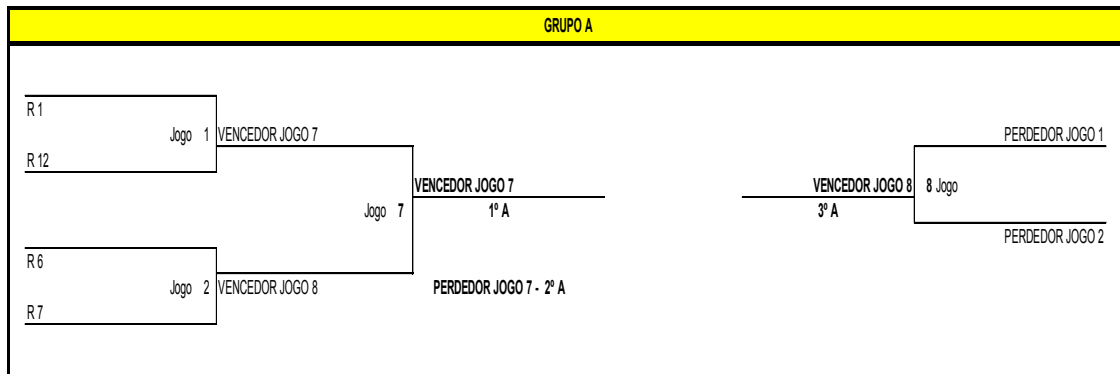 GRUPO A
R 1
Jogo 1 VENCEDOR JOGO 7
R 12
VENCEDOR JOGO 7
Jogo 7 1º A
R 6
Jogo 2 VENCEDOR JOGO 8
PERDEDOR JOGO 7 - 2º A
R 7
PERDEDOR JOGO 1
VENCEDOR JOGO 8 8 Jogo
3º A
PERDEDOR JOGO 2